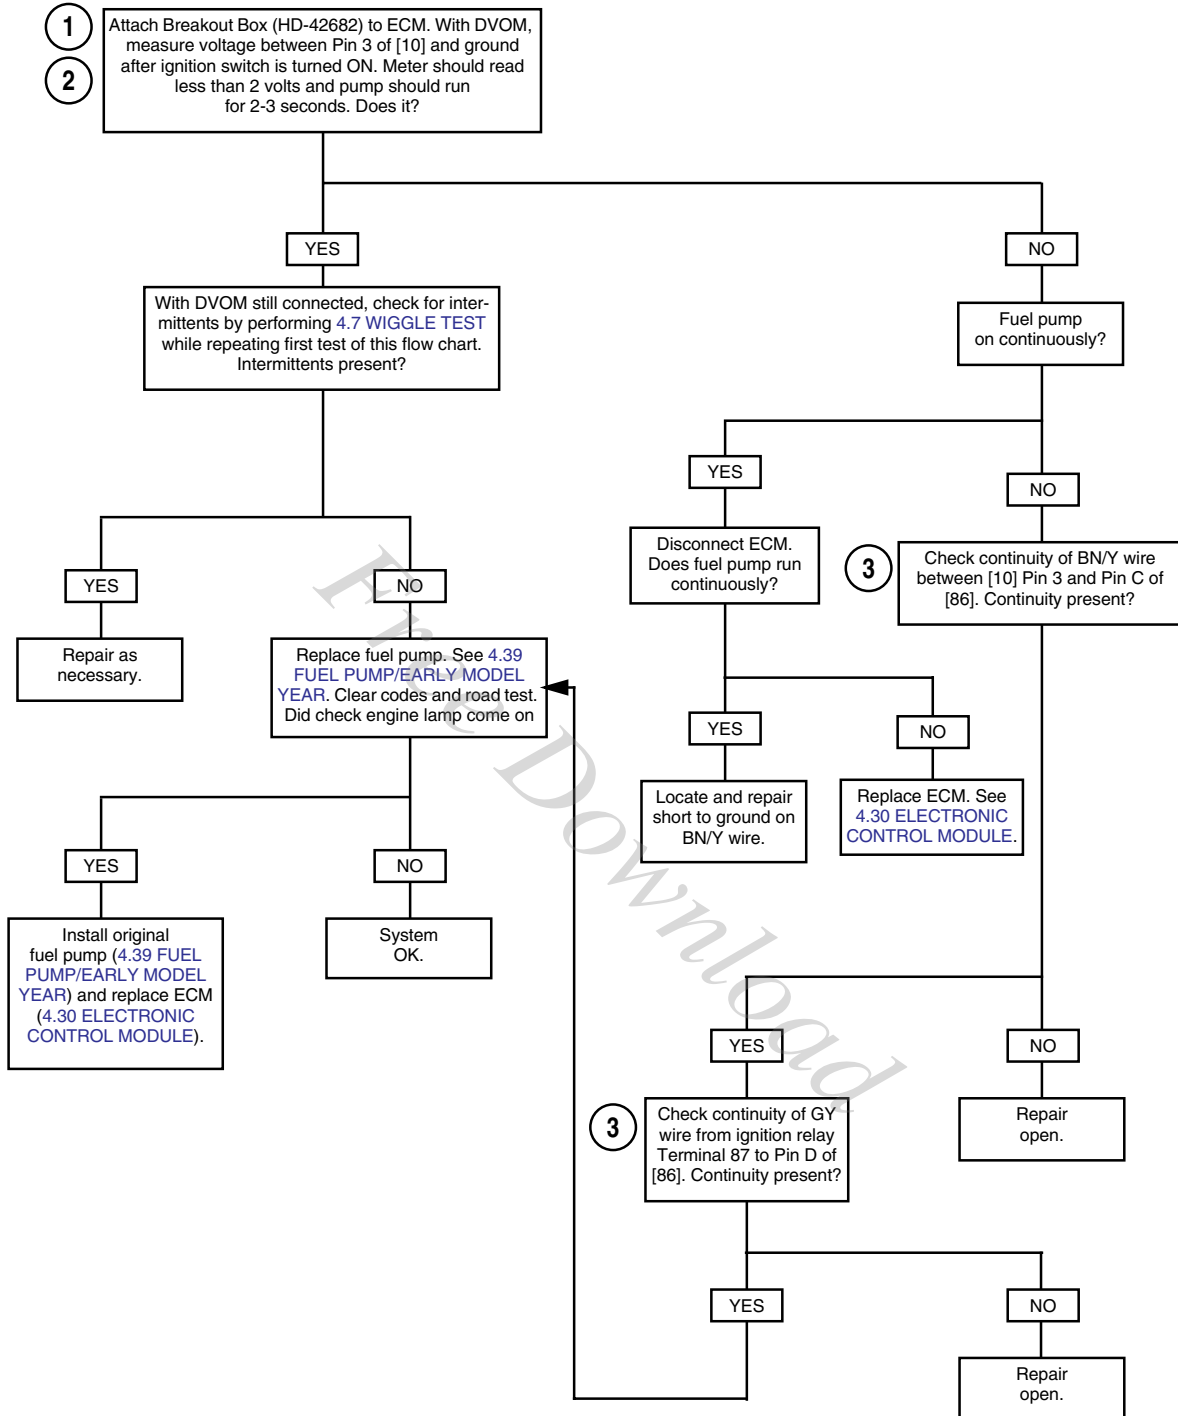 1
2
Attach Breakout Box (HD-42682) to ECM. With DVOM,
measure voltage between Pin 3 of [10] and ground
after ignition switch is turned ON. Meter should read
less than 2 volts and pump should run
for 2-3 seconds. Does it?
YES
NO
With DVOM still connected, check for inter-
mittents by performing 4.7 WIGGLE TEST
while repeating first test of this flow chart.
Intermittents present?
Fuel pump
on continuously?
YES
NO
Disconnect ECM.
Does fuel pump run
continuously?
3
Check continuity of BN/Y wire
between [10] Pin 3 and Pin C of
[86]. Continuity present?
YES
NO
Repair as
necessary.
Replace fuel pump. See 4.39
FUEL PUMP/EARLY MODEL
YEAR. Clear codes and road test.
Did check engine lamp come on
YES
NO
Locate and repair
short to ground on
BN/Y wire.
Replace ECM. See
4.30 ELECTRONIC
CONTROL MODULE.
YES
NO
Install original
fuel pump (4.39 FUEL
PUMP/EARLY MODEL
YEAR) and replace ECM
(4.30 ELECTRONIC
CONTROL MODULE).
System
OK.
YES
NO
3
Check continuity of GY
wire from ignition relay
Terminal 87 to Pin D of
[86]. Continuity present?
Repair
open.
YES
NO
Repair
open.
Free Download